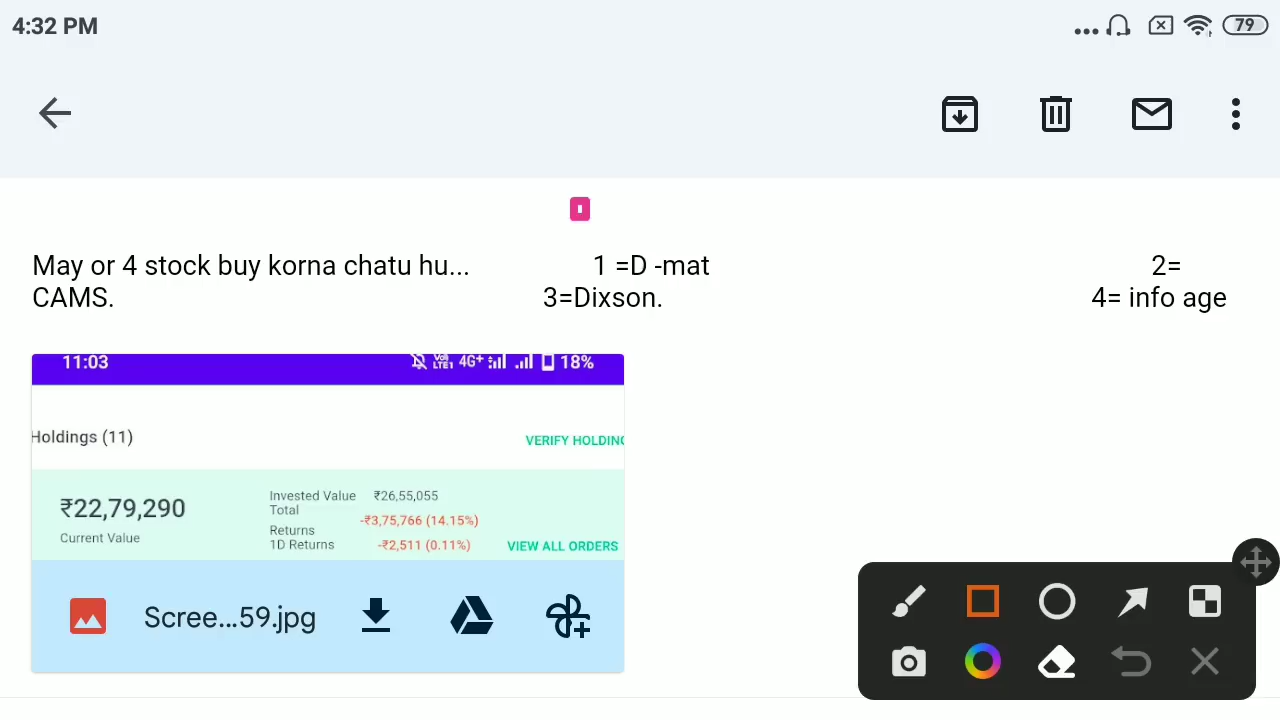 4:32 PM
79
May or 4 stock buy korna chatu hu... 1 =D -mat 2=
CAMS. 3=Dixson. 4= info age
11:03 Vo) LTE1 4G+ 18%
Holdings (11)
VERIFY HOLDING
₹22,79,290
Current Value
Invested Value ₹26,55,055
Total
Returns -₹3,75,766 (14.15%)
1D Returns -₹2,511 (0.11%)
VIEW ALL ORDERS
Scree...59.jpg